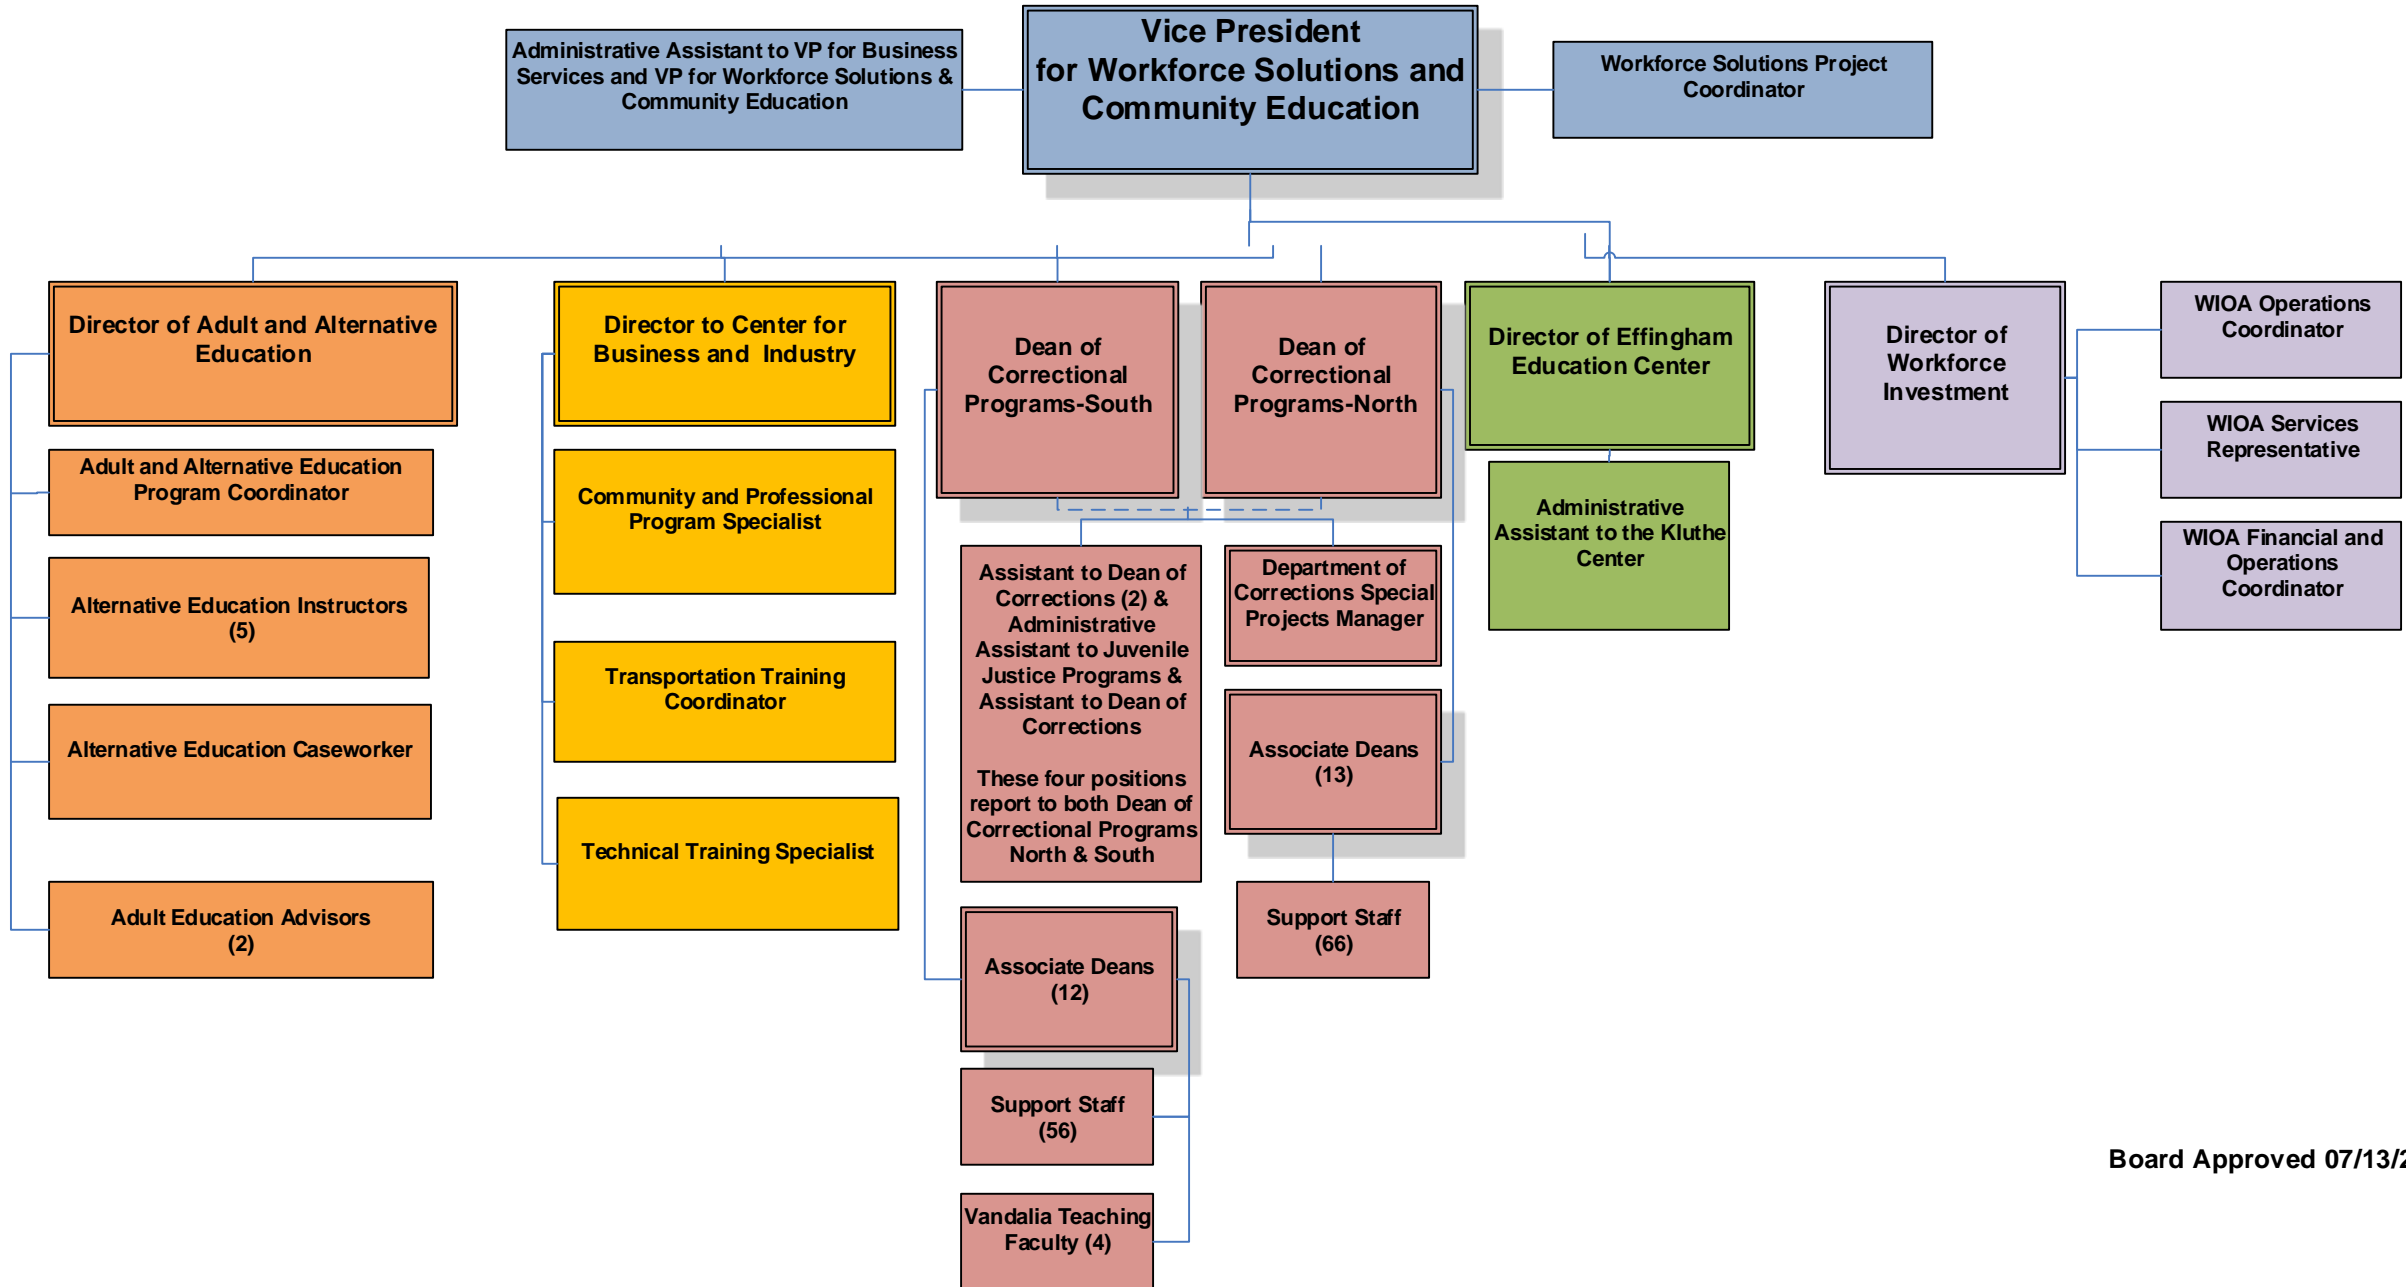 Administrative Assistant to VP for Business
Services and VP for Workforce Solutions &
Community Education
Vice President
for Workforce Solutions and
Community Education
Workforce Solutions Project
Coordinator
Director of Adult and Alternative
Education
Adult and Alternative Education
Program Coordinator
Alternative Education Instructors
(5)
Alternative Education Caseworker
Adult Education Advisors
(2)
Director to Center for
Business and Industry
Community and Professional
Program Specialist
Transportation Training
Coordinator
Technical Training Specialist
Dean of
Correctional
Programs-South
Dean of
Correctional
Programs-North
Assistant to Dean of
Corrections (2) &
Administrative
Assistant to Juvenile
Justice Programs &
Assistant to Dean of
Corrections
These four positions
report to both Dean of
Correctional Programs
North & South
Department of
Corrections Special
Projects Manager
Associate Deans
(13)
Support Staff
(66)
Associate Deans
(12)
Support Staff
(56)
Vandalia Teaching
Faculty (4)
Director of Effingham
Education Center
Administrative
Assistant to the Kluthe
Center
Director of
Workforce
Investment
WIOA Operations
Coordinator
WIOA Services
Representative
WIOA Financial and
Operations
Coordinator
Board Approved 07/13/2